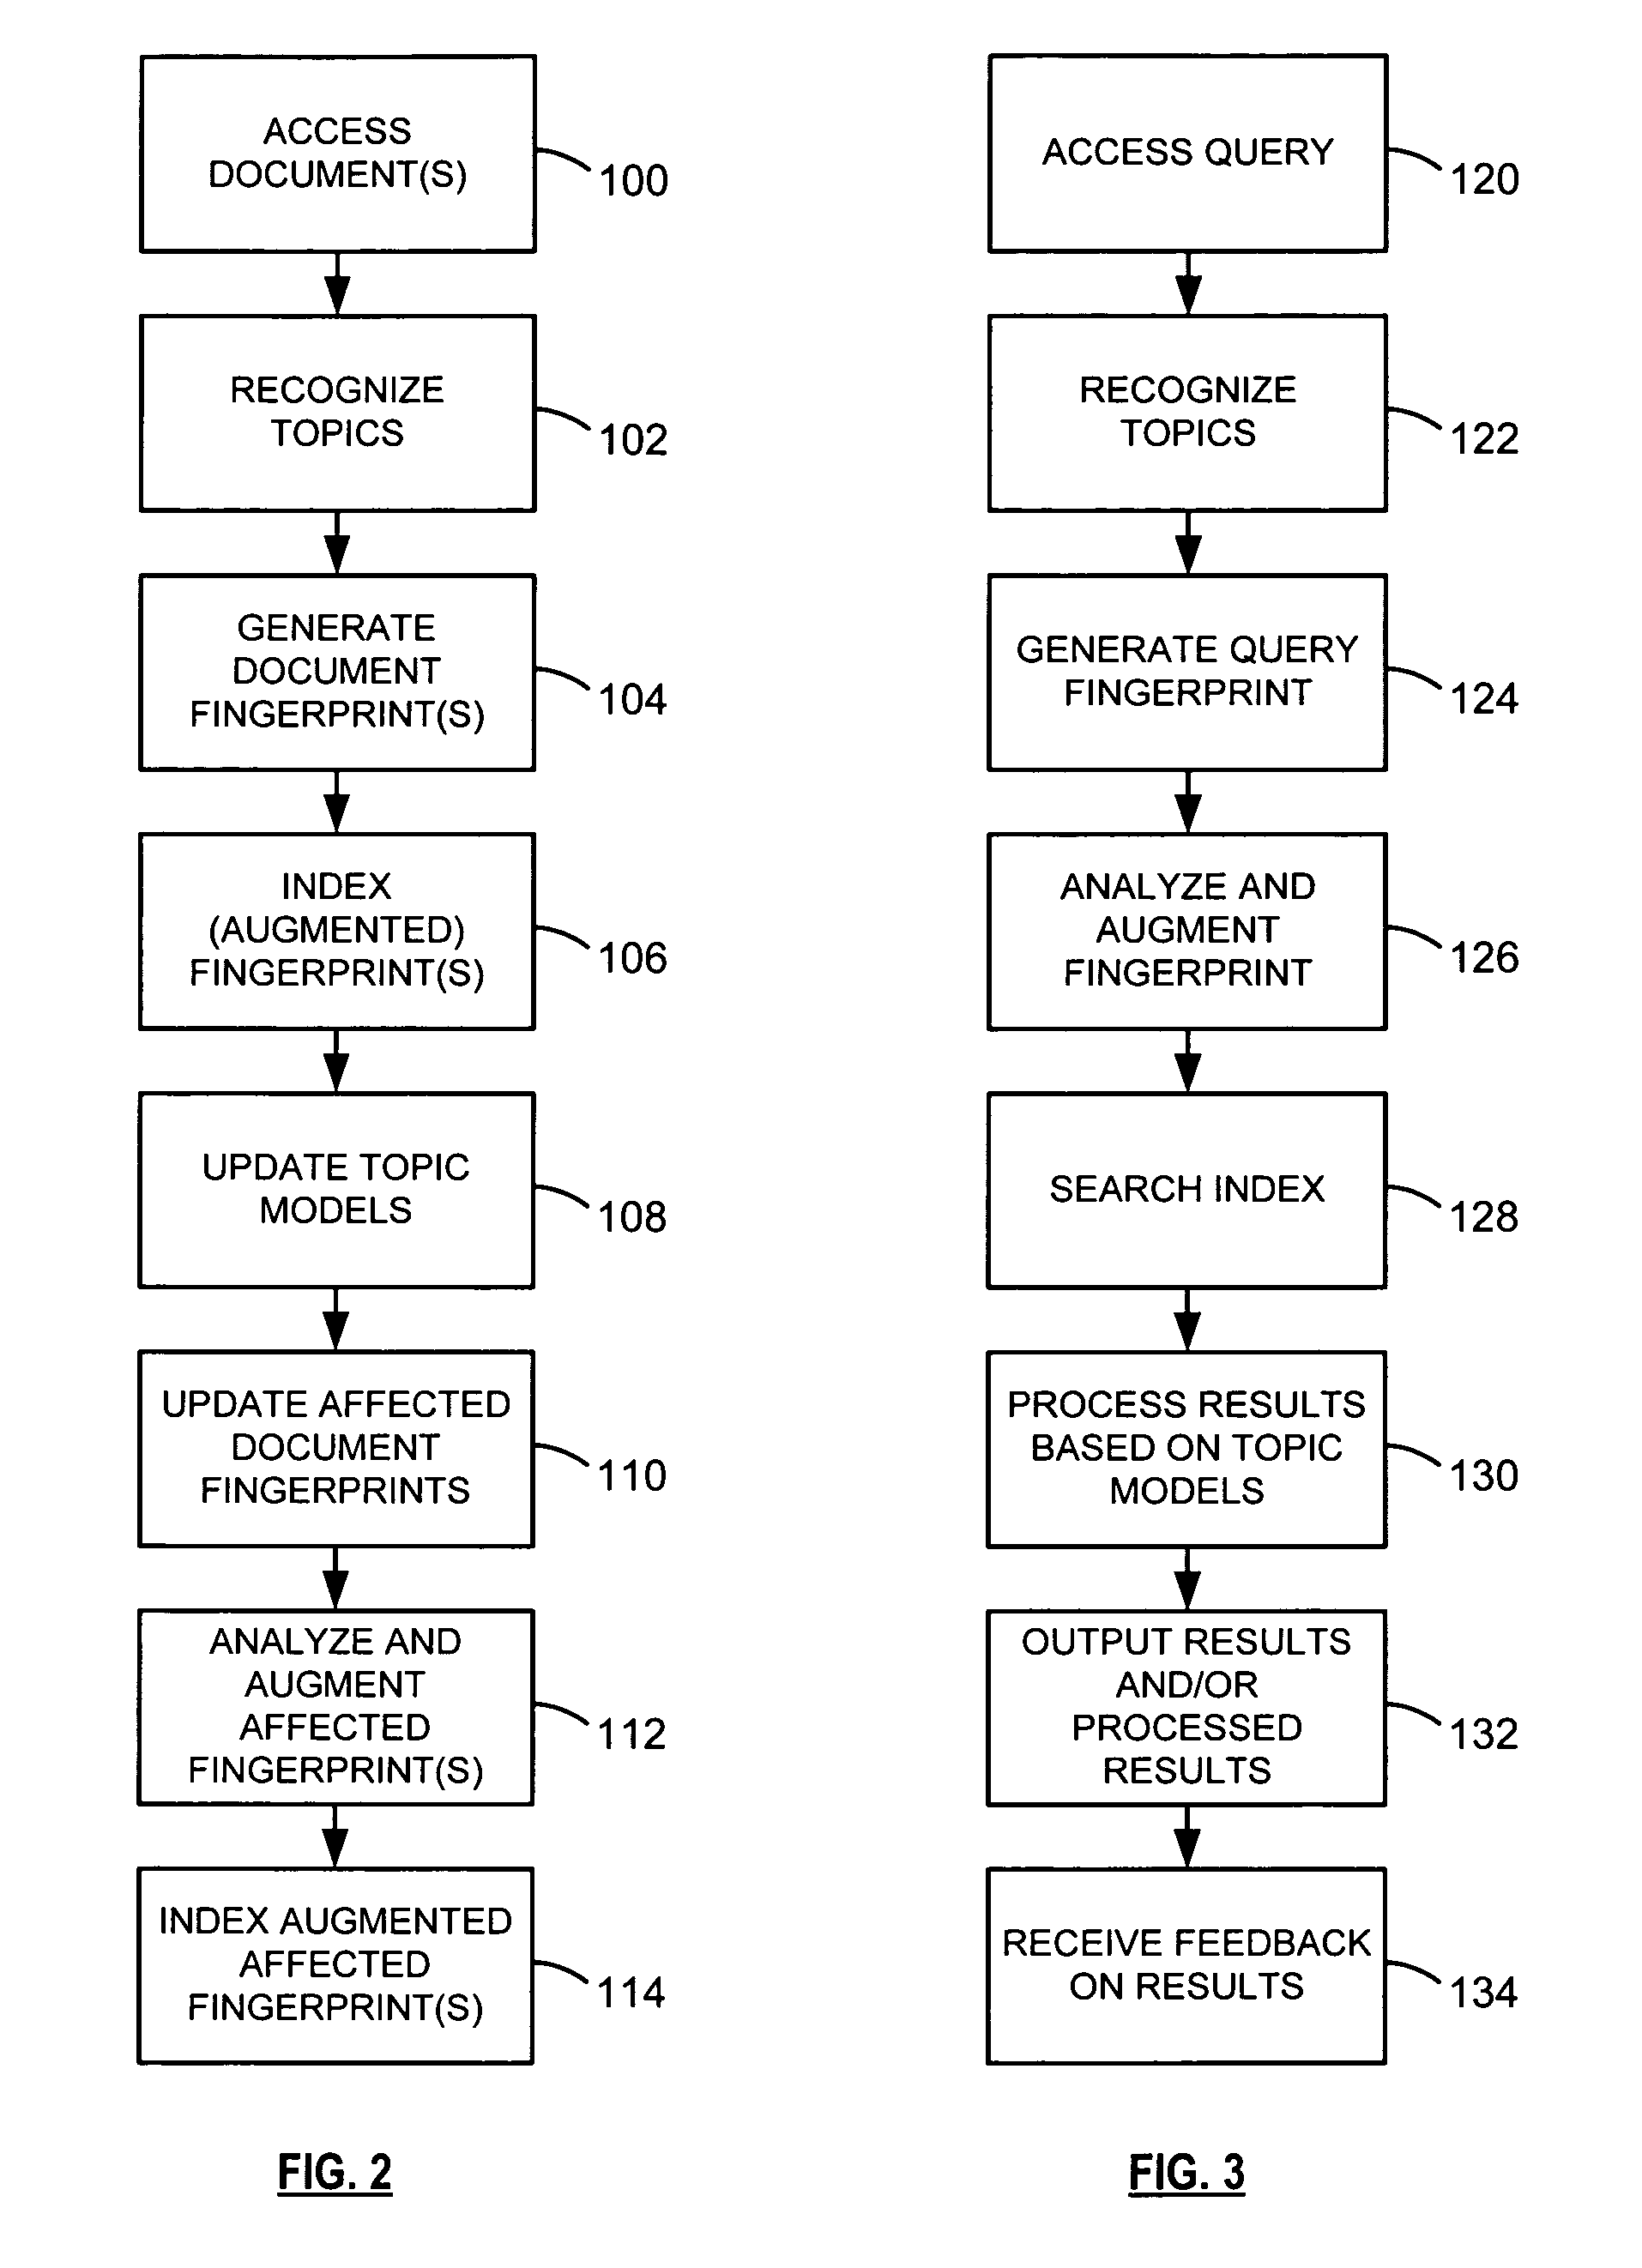 ACCESS
DOCUMENT(S)
100
RECOGNIZE
TOPICS
102
GENERATE
DOCUMENT
FINGERPRINT(S)
104
INDEX
(AUGMENTED)
FINGERPRINT(S)
106
UPDATE TOPIC
MODELS
108
UPDATE AFFECTED
DOCUMENT
FINGERPRINTS
110
ANALYZE AND
AUGMENT
AFFECTED
FINGERPRINT(S)
112
INDEX AUGMENTED
AFFECTED
FINGERPRINT(S)
114
FIG. 2
ACCESS QUERY
120
RECOGNIZE
TOPICS
122
GENERATE QUERY
FINGERPRINT
124
ANALYZE AND
AUGMENT
FINGERPRINT
126
SEARCH INDEX
128
PROCESS RESULTS
BASED ON TOPIC
MODELS
130
OUTPUT RESULTS
AND/OR
PROCESSED
RESULTS
132
RECEIVE FEEDBACK
ON RESULTS
134
FIG. 3